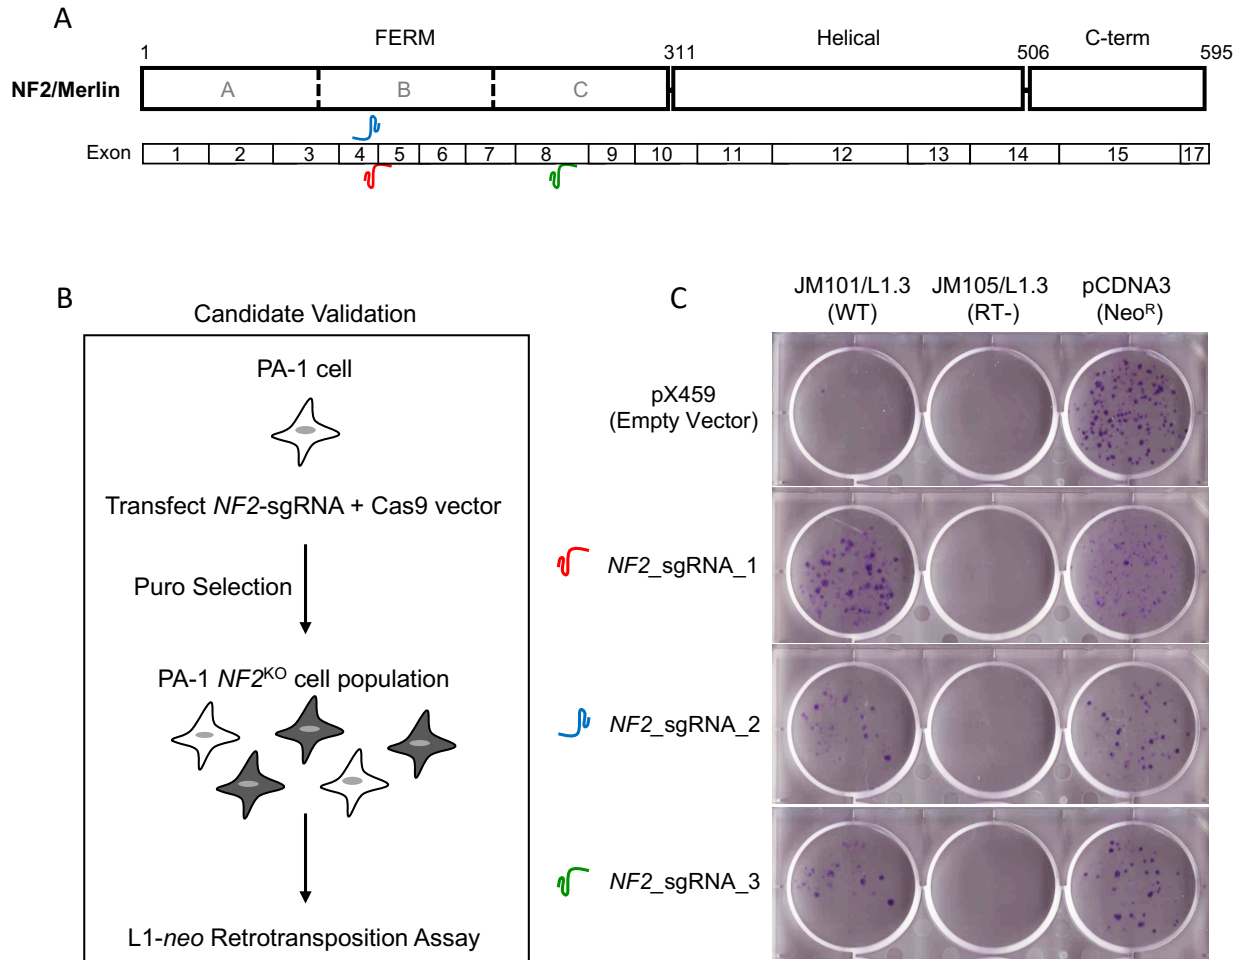 A
1 FERM 311 Helical 506 C-term 595
NF2/Merlin A B C
Exon 1 2 3 4 5 6 7 8 9 10 11 12 13 14 15 17
B
Candidate Validation
PA-1 cell
Transfect NF2-sgRNA + Cas9 vector
Puro Selection
PA-1 NF2KO cell population
L1-neo Retrotransposition Assay
C
JM101/L1.3 JM105/L1.3 pCDNA3
(WT) (RT-) (NeoR)
pX459
(Empty Vector)
NF2_sgRNA_1
NF2_sgRNA_2
NF2_sgRNA_3